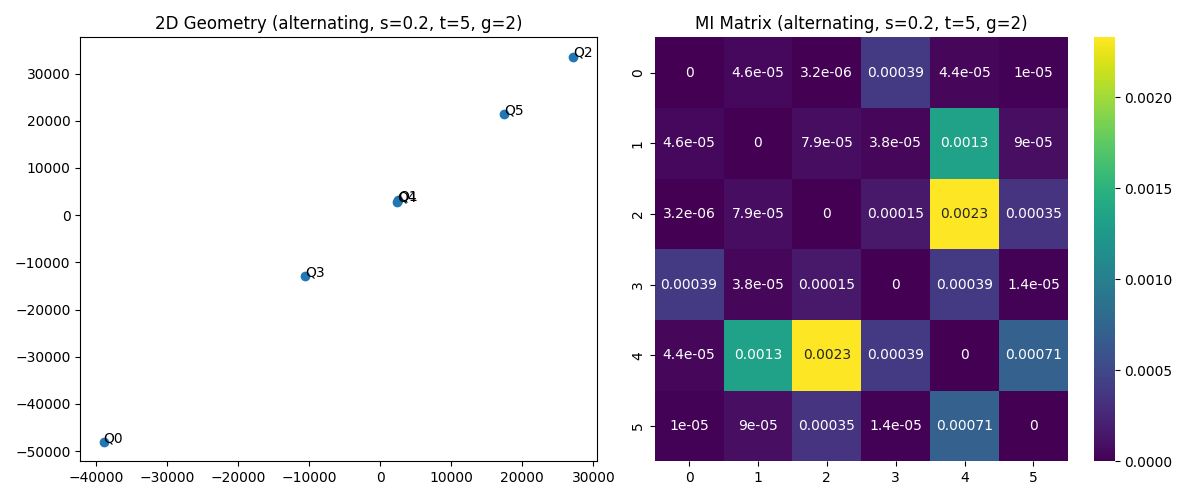 2D Geometry (alternating, s=0.2, t=5, g=2)
30000
20000
10000
0
−10000
−20000
−30000
−40000
−50000
Q2
Q5
Q4
Q3
Q0
−40000 −30000 −20000 −10000 0 10000 20000 30000
MI Matrix (alternating, s=0.2, t=5, g=2)
0 0 4.6e-05 3.2e-06 0.00039 4.4e-05 1e-05
1 4.6e-05 0 7.9e-05 3.8e-05 0.0013 9e-05
2 3.2e-06 7.9e-05 0 0.00015 0.0023 0.00035
3 0.00039 3.8e-05 0.00015 0 0.00039 1.4e-05
4 4.4e-05 0.0013 0.0023 0.00039 0 0.00071
5 1e-05 9e-05 0.00035 1.4e-05 0.00071 0
0 1 2 3 4 5
0.0020
0.0015
0.0010
0.0005
0.0000